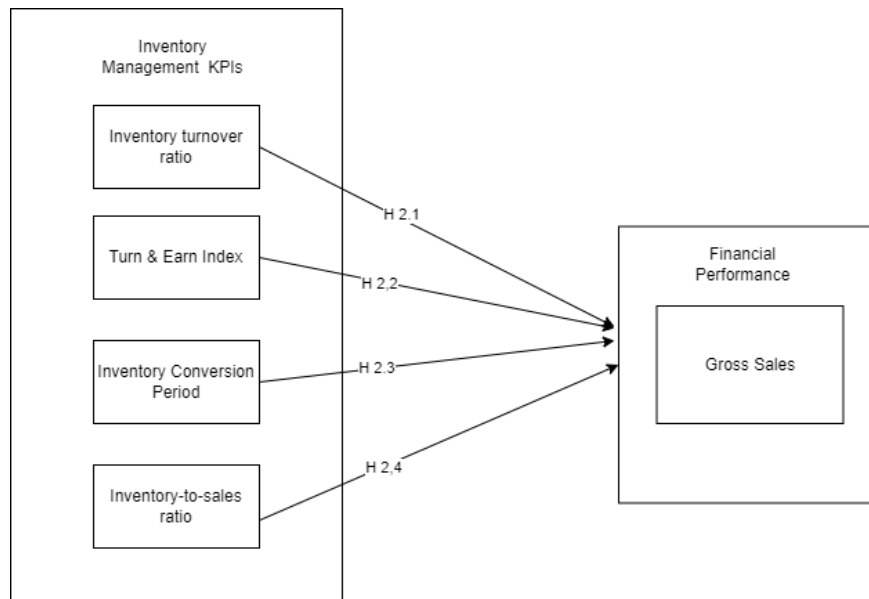 Inventory
Management KPIs
Inventory turnover
ratio
H 2.1
Turn & Earn Index
H 2,2
Inventory Conversion
Period
H 2.3
Inventory-to-sales
ratio
H 2,4
Financial
Performance
Gross Sales